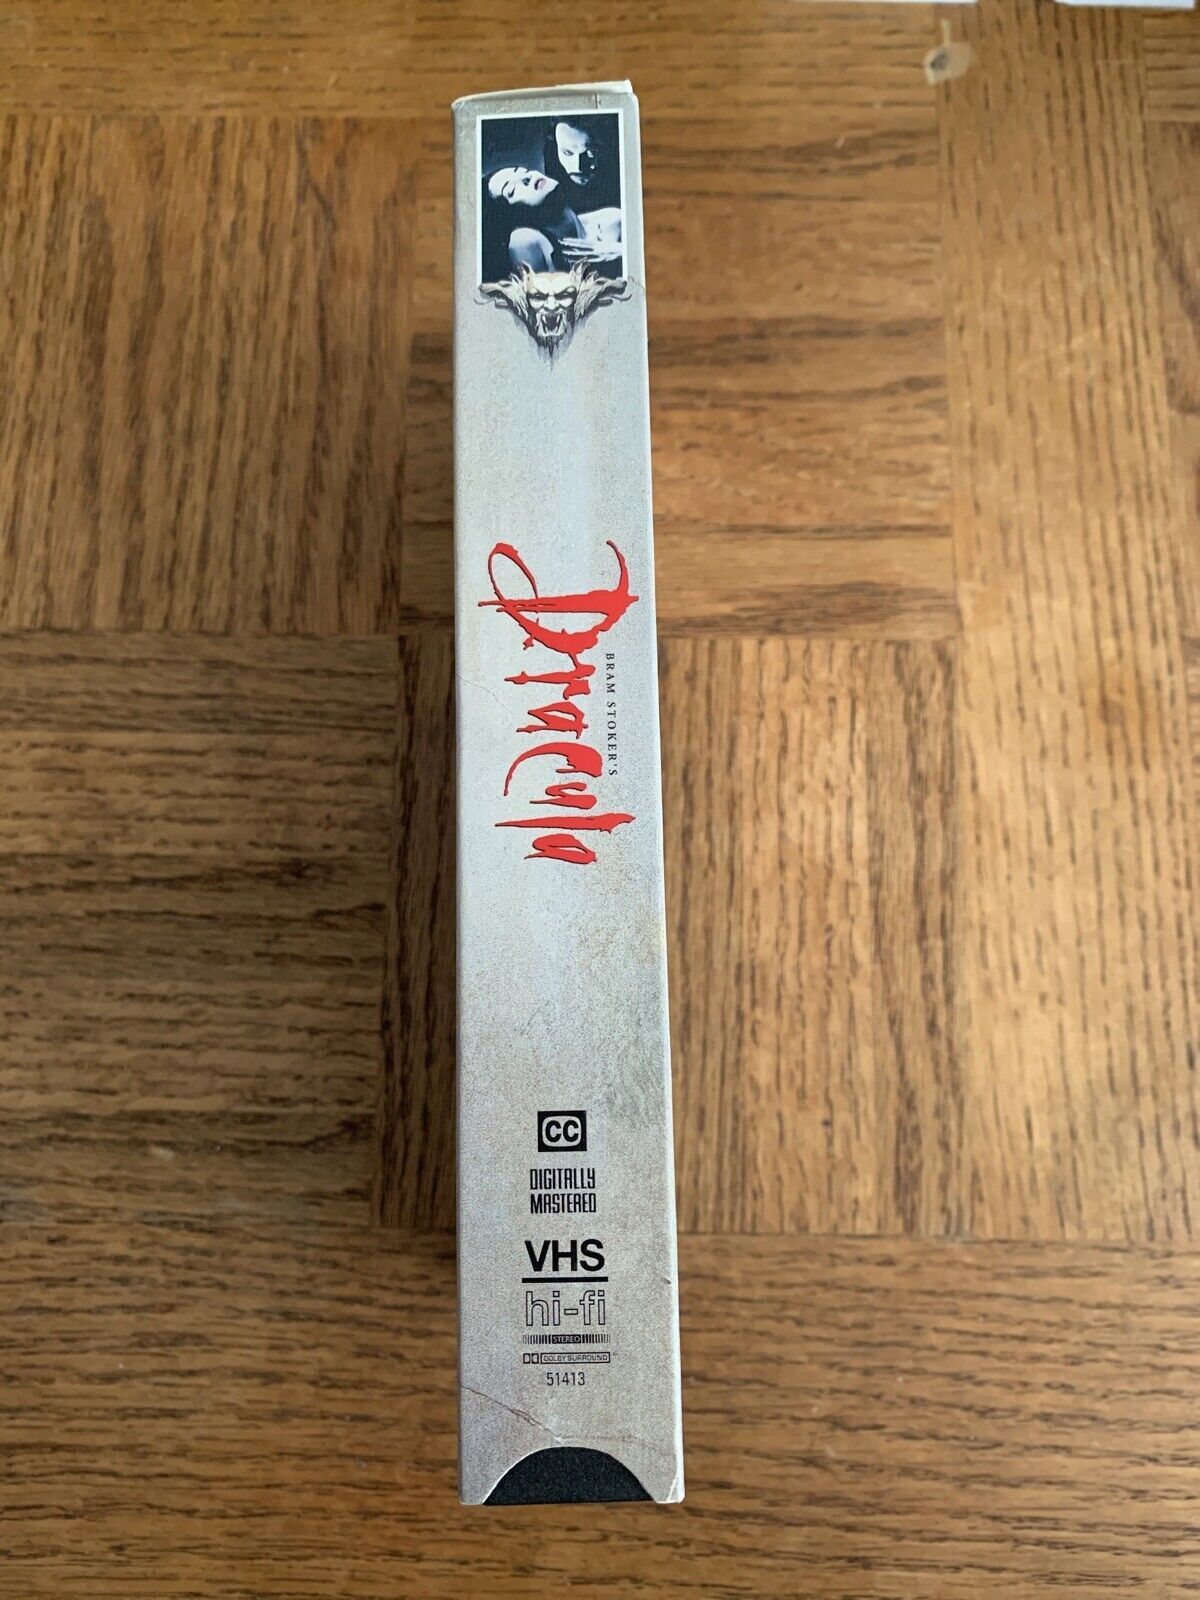 BRAM STOKER'S
Dracula
CC
DIGITALLY
MASTERED
VHS
hi-fi
STEREO
DOLBY SURROUND
51413